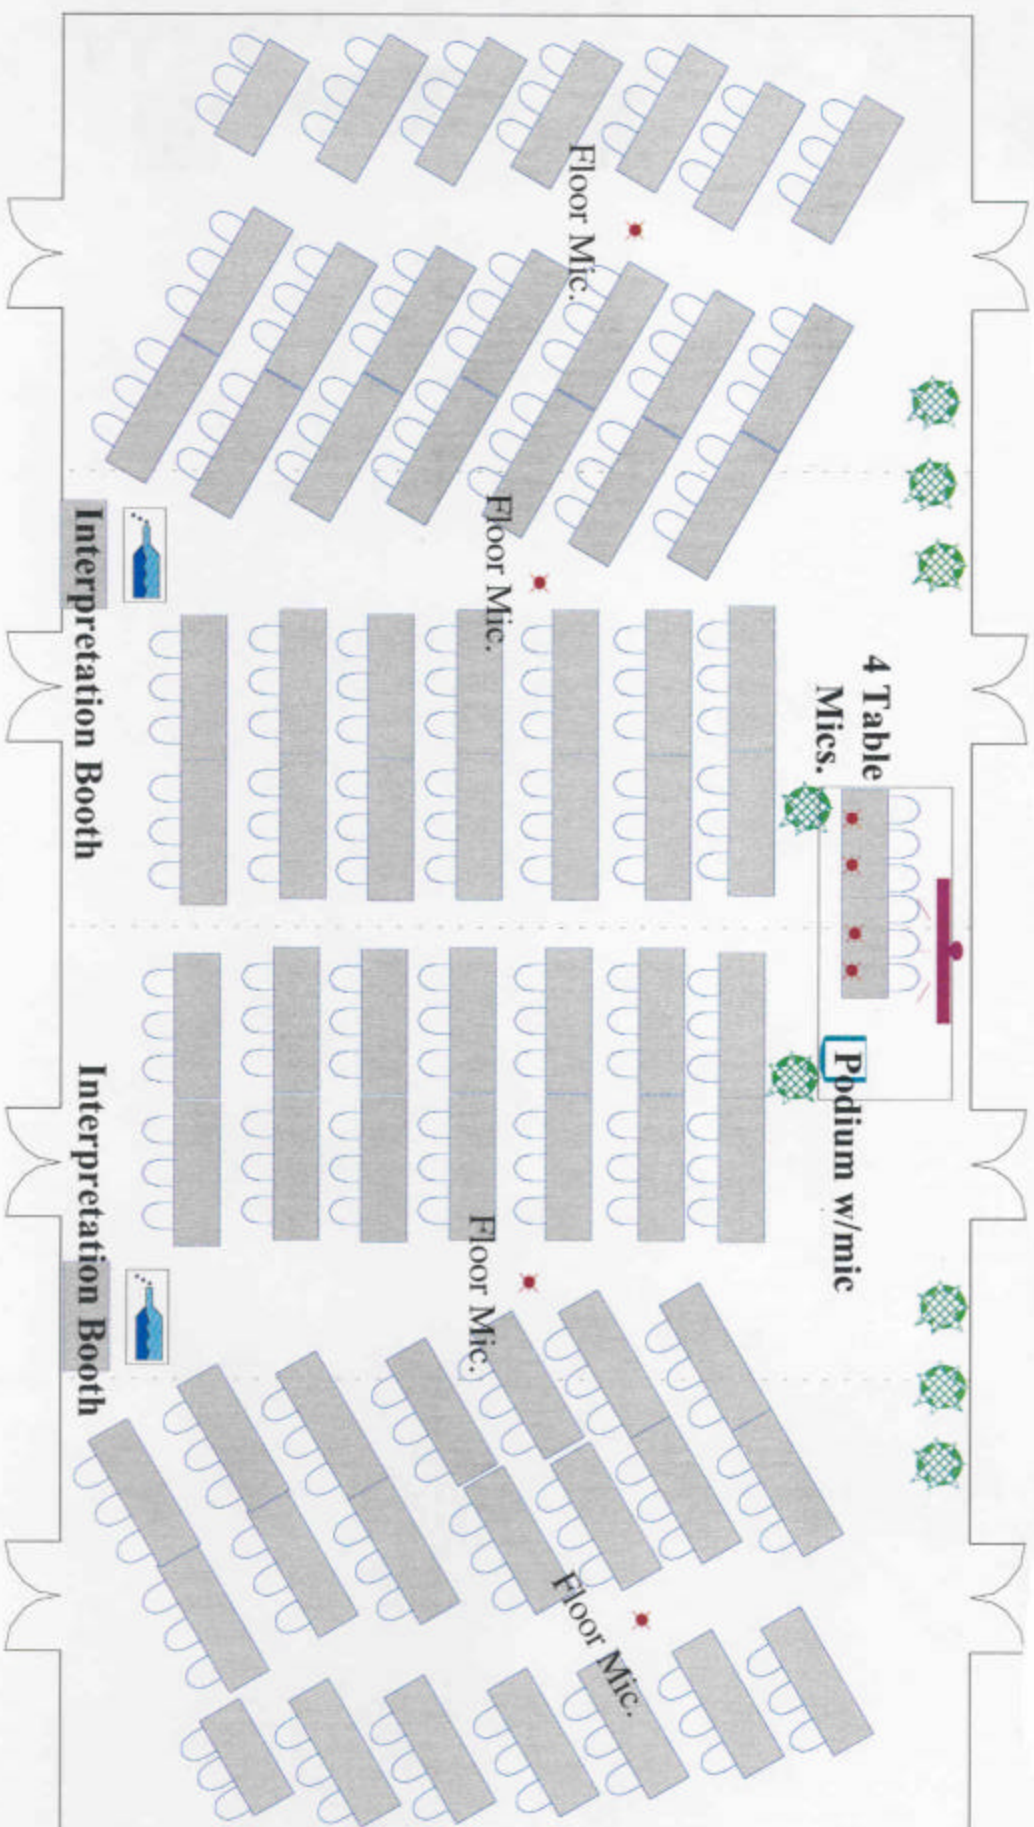 4 Table
Mics.
Podium w/mic
Floor Mic.
Floor Mic.
Floor Mic.
Floor Mic.
Interpretation Booth
Interpretation Booth